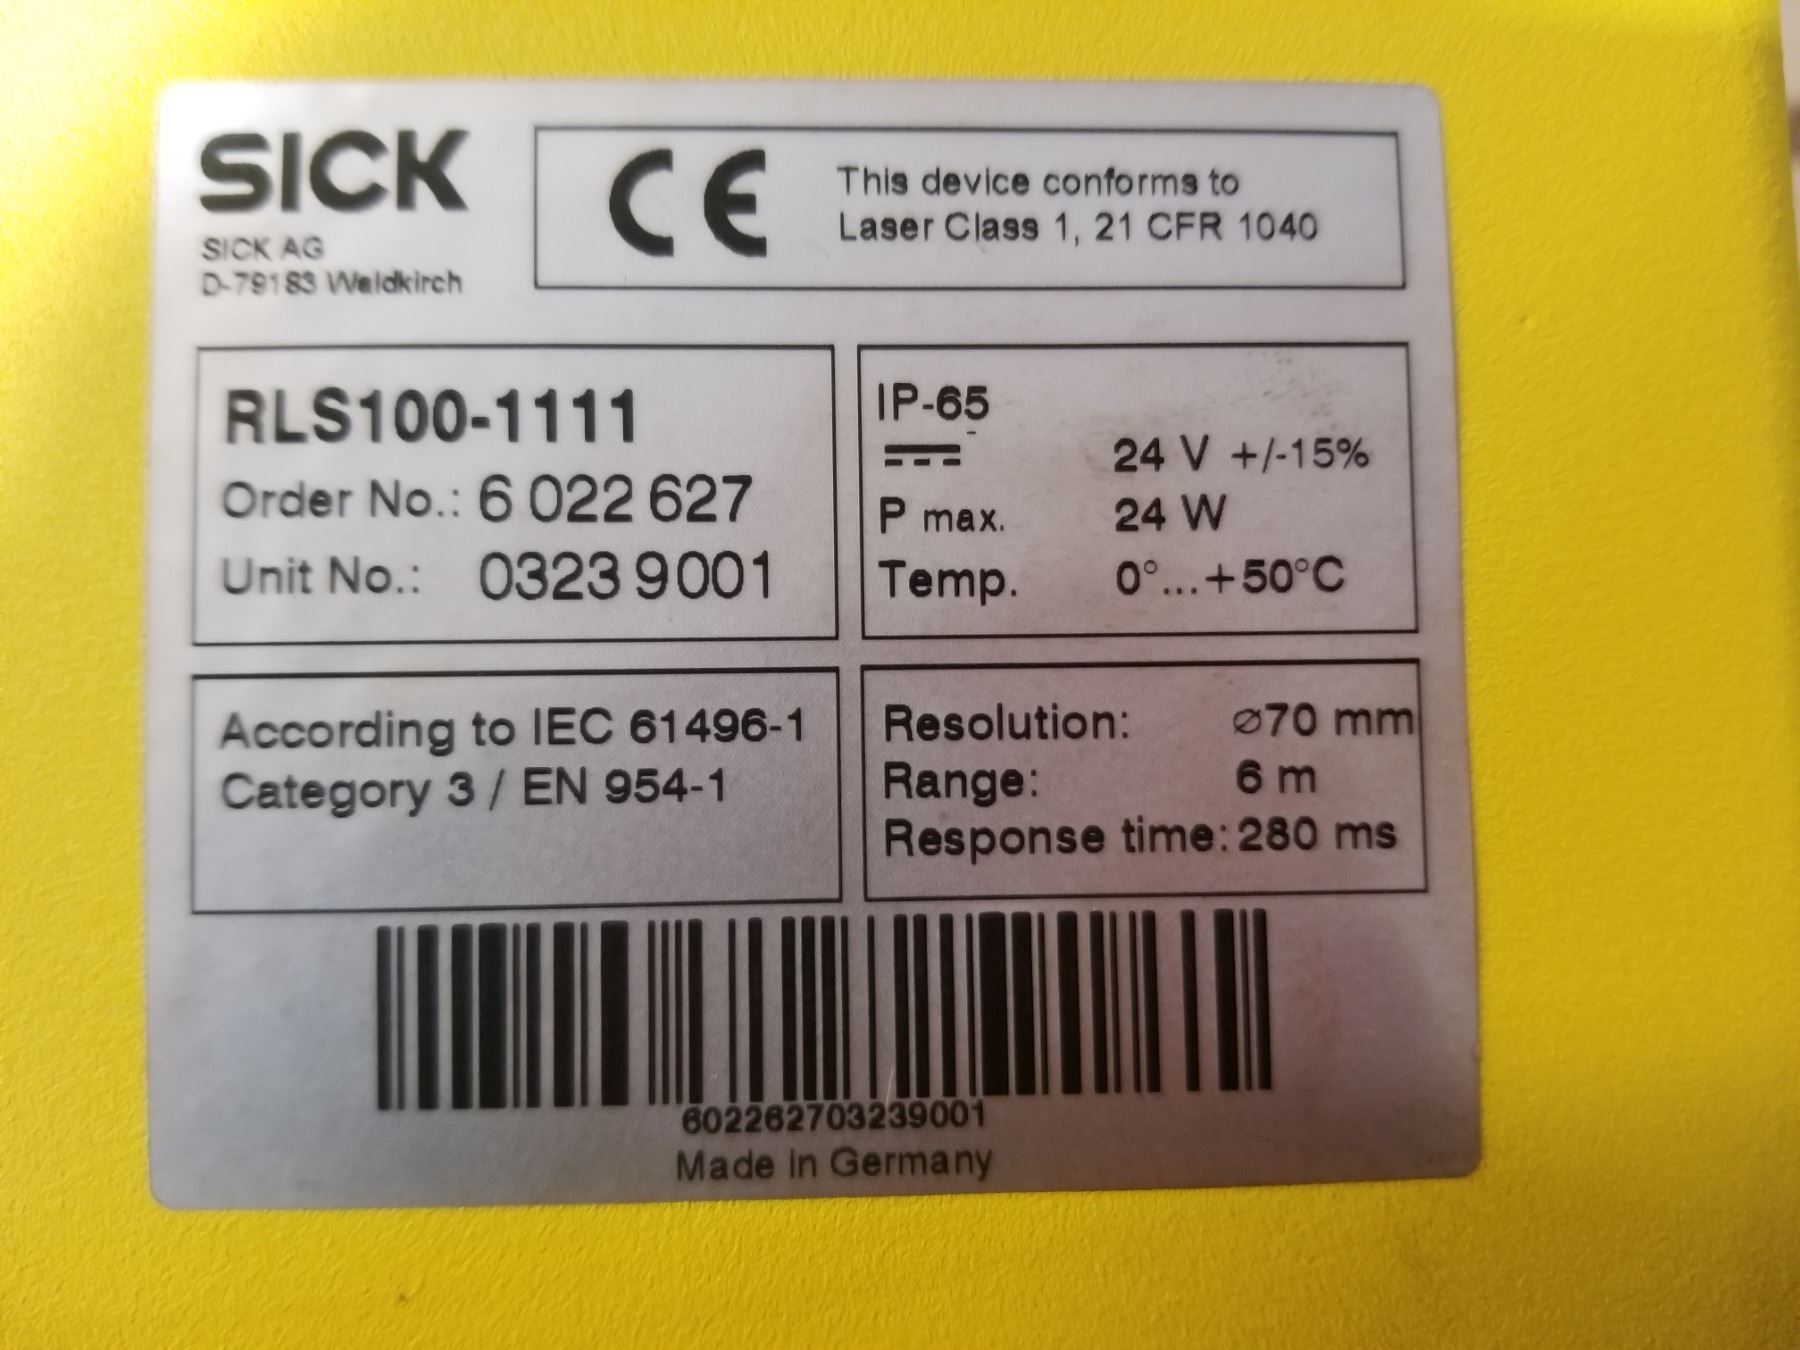 SICK
SICK AG
D-79183 Waldkirch
CE
This device conforms to
Laser Class 1, 21 CFR 1040
RLS100-1111
Order No.: 6 022 627
Unit No.: 0323 9001
IP-65
24 V +/-15%
P max. 24 W
Temp. 0°...+50°C
According to IEC 61496-1
Category 3 / EN 954-1
Resolution: ⌀70 mm
Range: 6 m
Response time: 280 ms
602262703239001
Made in Germany